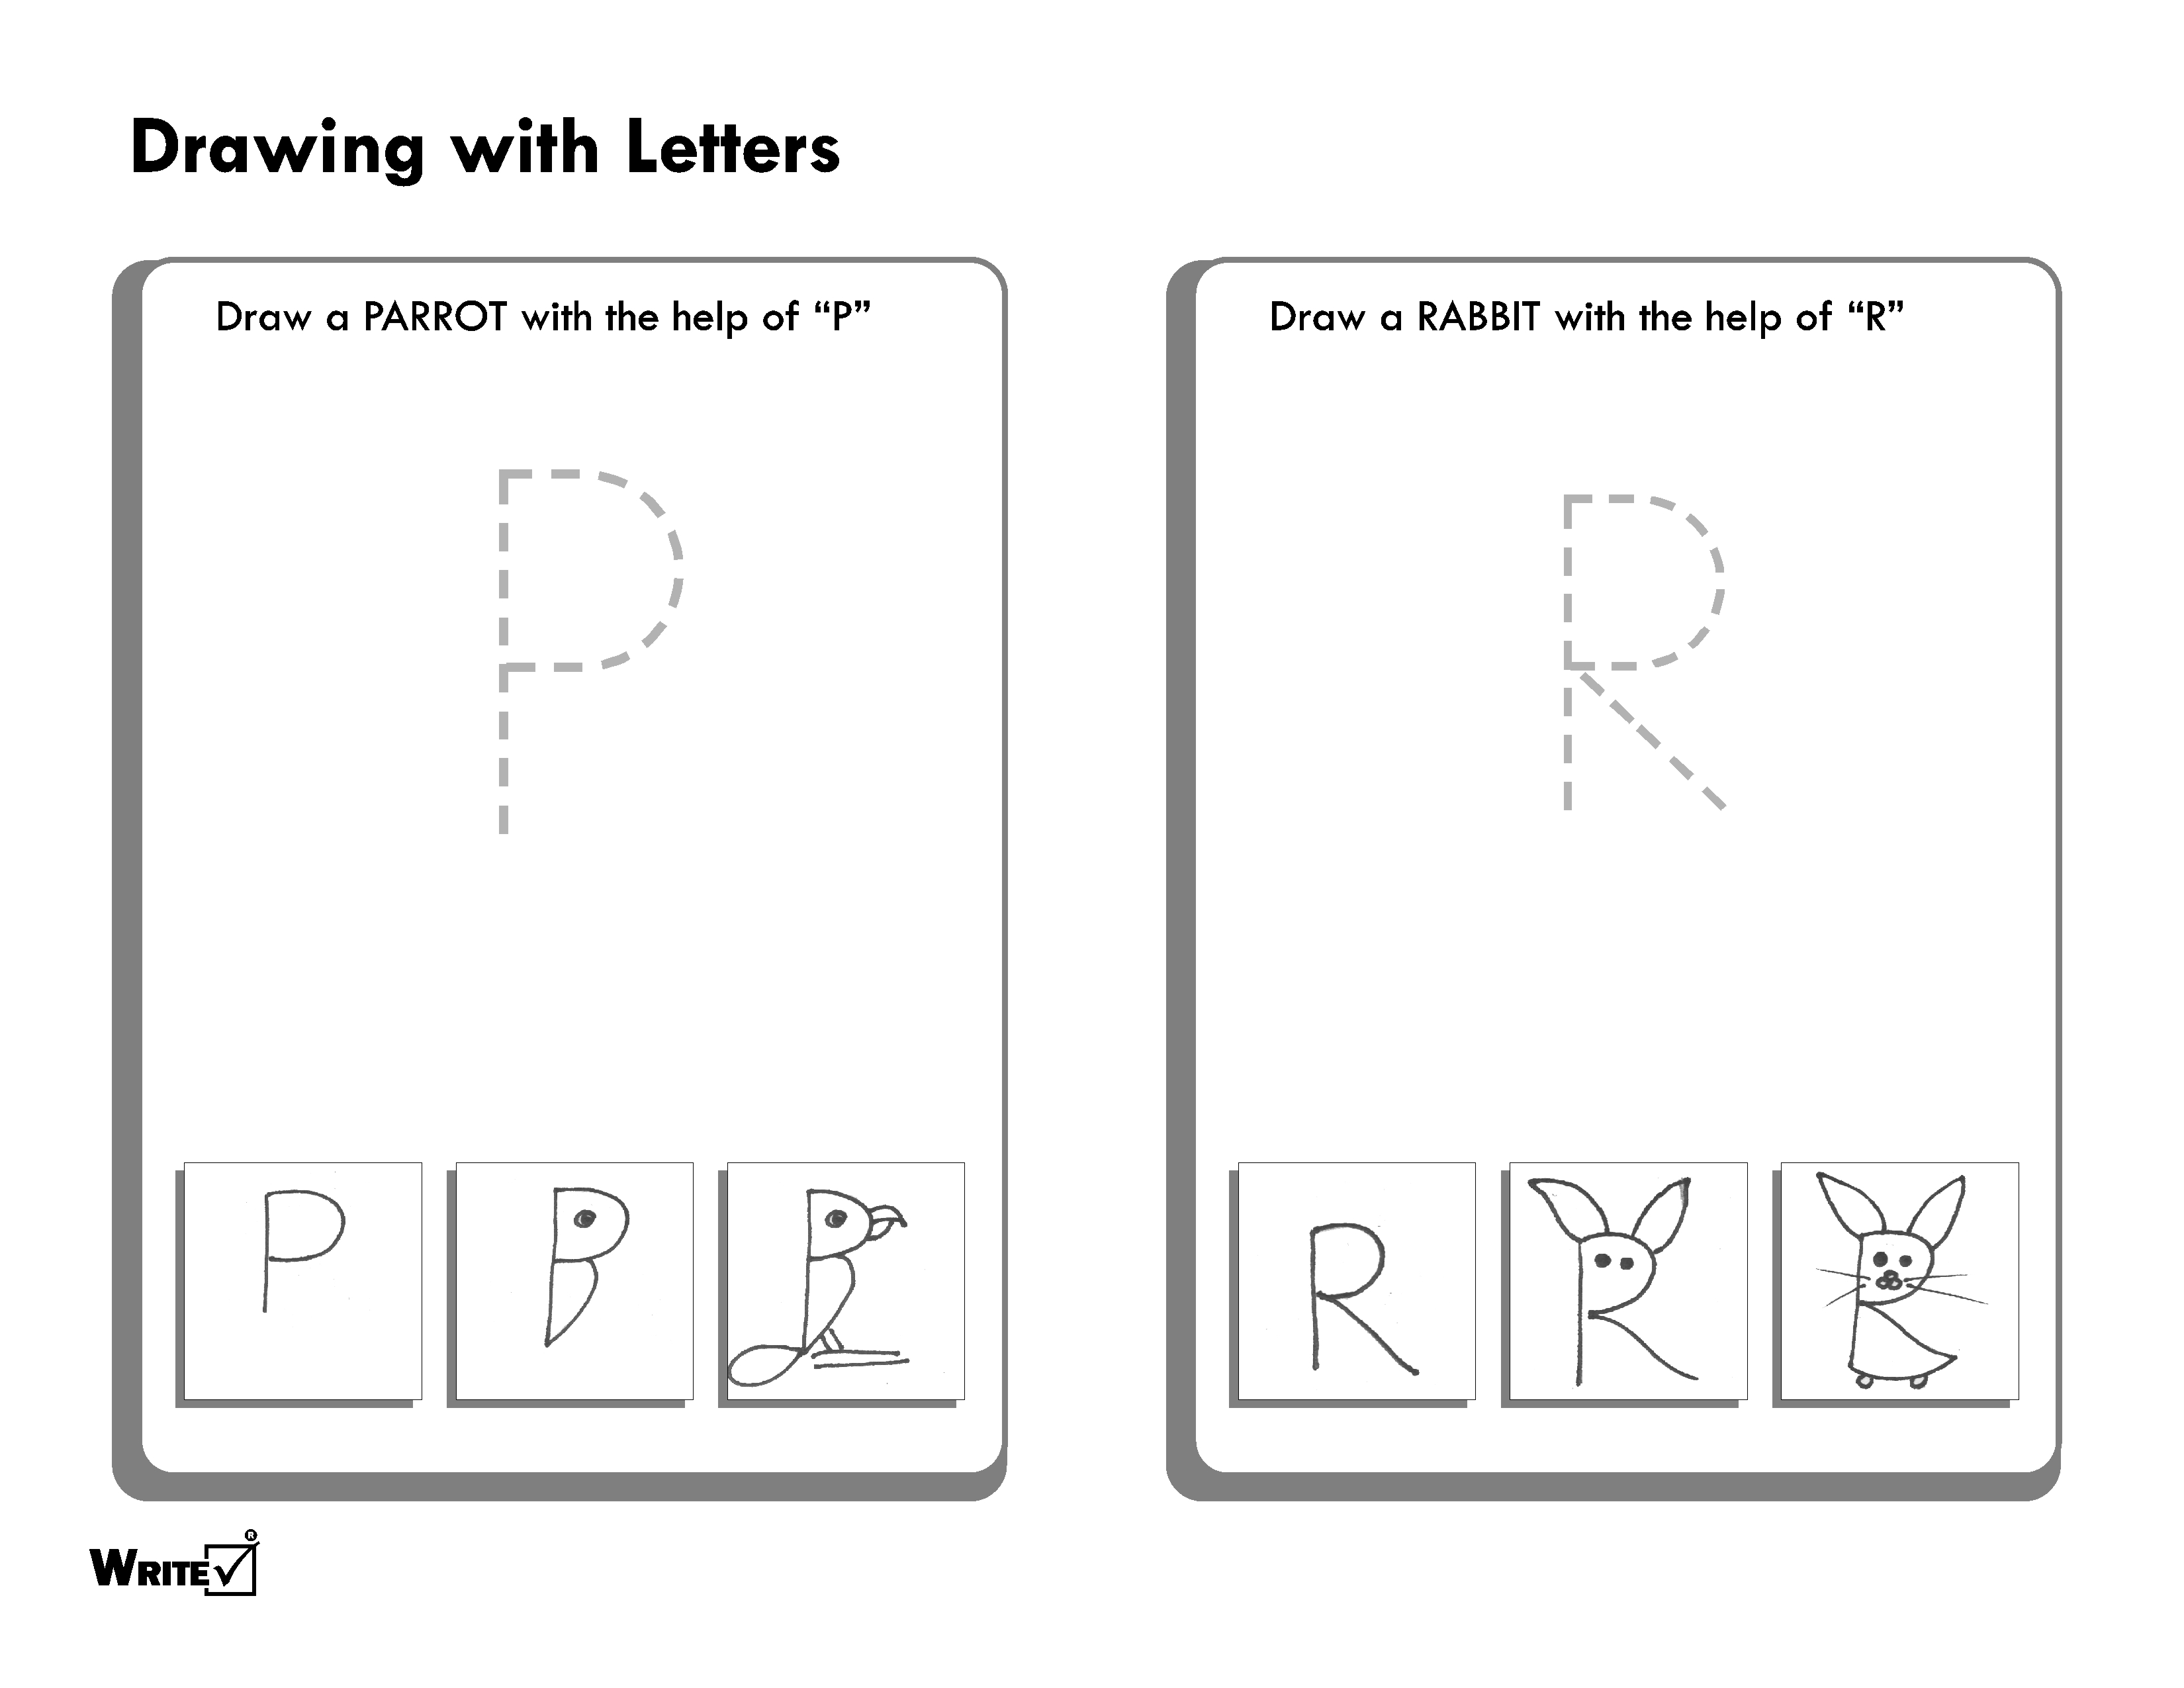 Drawing with Letters
Draw a PARROT with the help of “P”
P
P
P
P
Draw a RABBIT with the help of “R”
R
R
R
R
WRITE
®